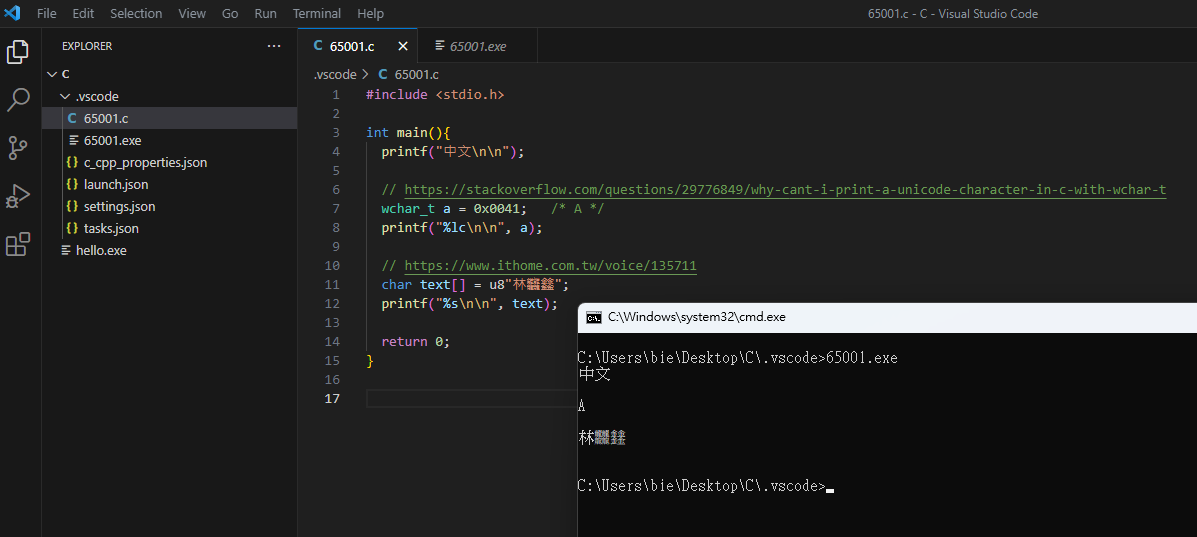 File Edit Selection View Go Run Terminal Help 65001.c - C - Visual Studio Code
EXPLORER ···
C
.vscode
65001.c
65001.exe
c_cpp_properties.json
launch.json
settings.json
tasks.json
hello.exe
65001.c 65001.exe
.vscode > C 65001.c
1 #include <stdio.h>
2
3 int main(){
4 printf("中文\n\n");
5
6 // https://stackoverflow.com/questions/29776849/why-cant-i-print-a-unicode-character-in-c-with-wchar-t
7 wchar_t a = 0x0041; /* A */
8 printf("%lc\n\n", a);
9
10 // https://www.ithome.com.tw/voice/135711
11 char text[] = u8"林鑫";
12 printf("%s\n\n", text);
13
14 return 0;
15 }
16
17
C:\Windows\system32\cmd.exe
C:\Users\bie\Desktop\C\.vscode>65001.exe
中文
A
林鑫
C:\Users\bie\Desktop\C\.vscode>